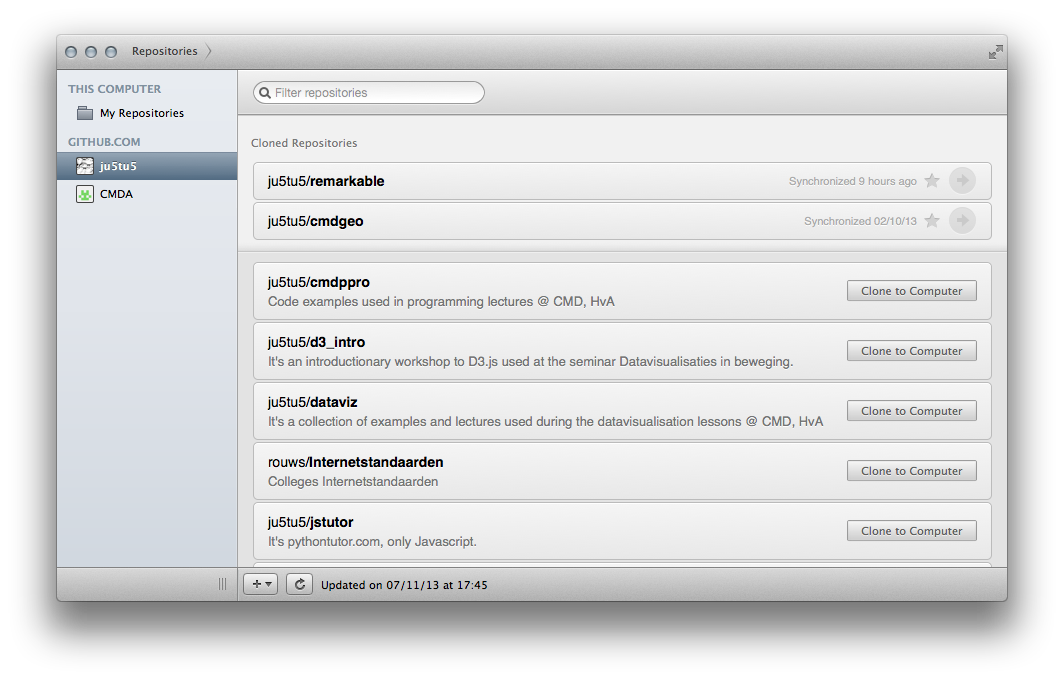 Repositories
THIS COMPUTER
My Repositories
GITHUB.COM
ju5tu5
CMDA
Filter repositories
Cloned Repositories
ju5tu5/remarkable
Synchronized 9 hours ago
ju5tu5/cmdgeo
Synchronized 02/10/13
ju5tu5/cmdppro
Code examples used in programming lectures @ CMD, HvA
Clone to Computer
ju5tu5/d3_intro
It's an introductionary workshop to D3.js used at the seminar Datavisualisaties in beweging.
Clone to Computer
ju5tu5/dataviz
It's a collection of examples and lectures used during the datavisualisation lessons @ CMD, HvA
Clone to Computer
rouws/Internetstandaarden
Colleges Internetstandaarden
Clone to Computer
ju5tu5/jstutor
It's pythontutor.com, only Javascript.
Clone to Computer
Updated on 07/11/13 at 17:45